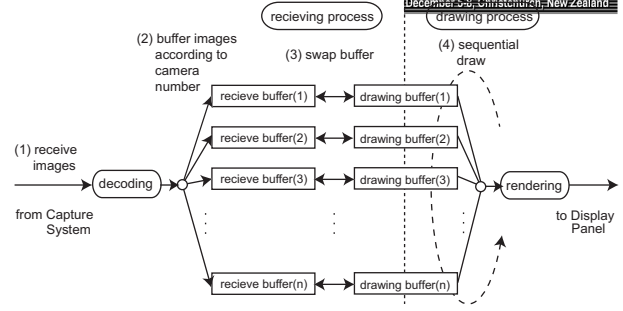 December 5-8, Christchurch, New Zealand
recieving process
drawing process
(2) buffer images
according to
camera
number
(3) swap buffer
(4) sequential
draw
recieve buffer(1)
drawing buffer(1)
recieve buffer(2)
drawing buffer(2)
(1) receive
images
decoding
recieve buffer(3)
drawing buffer(3)
rendering
from Capture
System
to Display
Panel
recieve buffer(n)
drawing buffer(n)